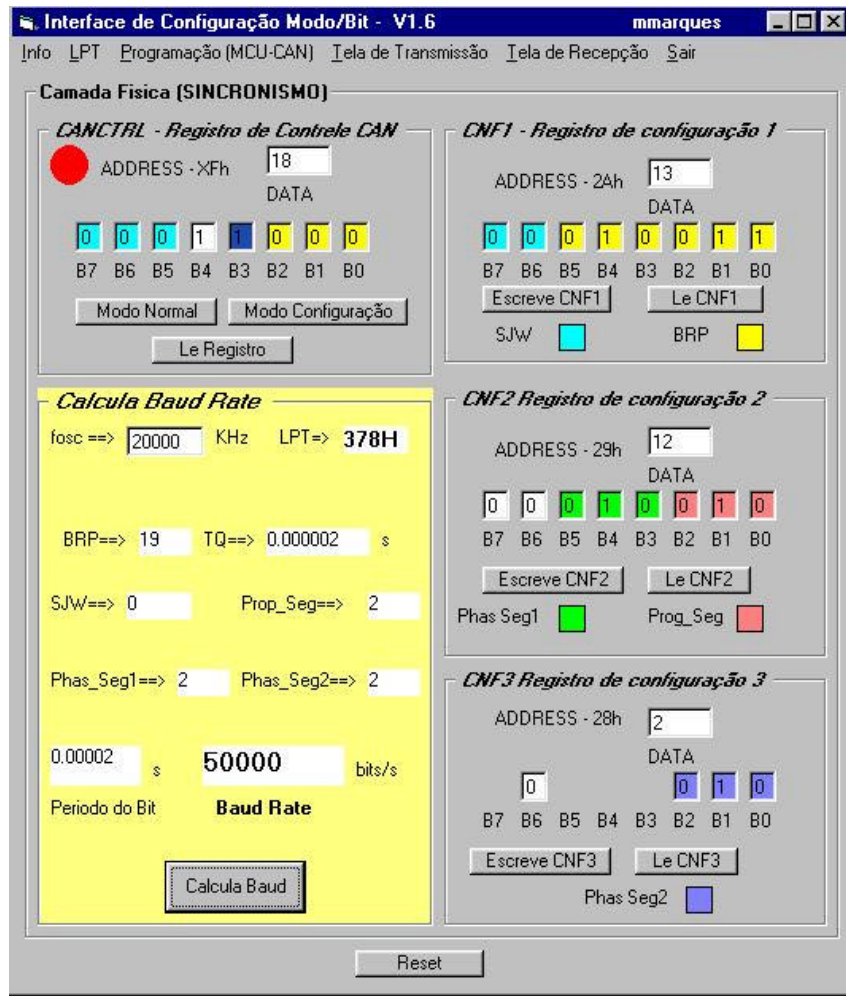 Interface de Configuração Modo/Bit - V1.6 mmarques
Info LPT Programação (MCU-CAN) Tela de Transmissão Tela de Recepção Sair
Camada Fisica (SINCRONISMO)
CANCTRL - Registro de Contrele CAN
ADDRESS - XFh 18
DATA
0 0 0 1 1 0 0 0
B7 B6 B5 B4 B3 B2 B1 B0
Modo Normal Modo Configuração
Le Registro
CNF1 - Registro de configuração 1
ADDRESS - 2Ah 13
DATA
0 0 0 1 0 0 1 1
B7 B6 B5 B4 B3 B2 B1 B0
Escreve CNF1 Le CNF1
SJW BRP
Calcula Baud Rate
fosc ==> 20000 KHz LPT=> 378H
BRP==> 19 TQ==> 0.000002 s
SJW==> 0 Prop_Seg==> 2
Phas_Seg1==> 2 Phas_Seg2==> 2
0.00002 s 50000 bits/s
Periodo do Bit Baud Rate
Calcula Baud
CNF2 Registro de configuração 2
ADDRESS - 29h 12
DATA
0 0 0 1 0 0 1 0
B7 B6 B5 B4 B3 B2 B1 B0
Escreve CNF2 Le CNF2
Phas Seg1 Prog_Seg
CNF3 Registro de configuração 3
ADDRESS - 28h 2
DATA
0 0 1 0
B7 B6 B5 B4 B3 B2 B1 B0
Escreve CNF3 Le CNF3
Phas Seg2
Reset